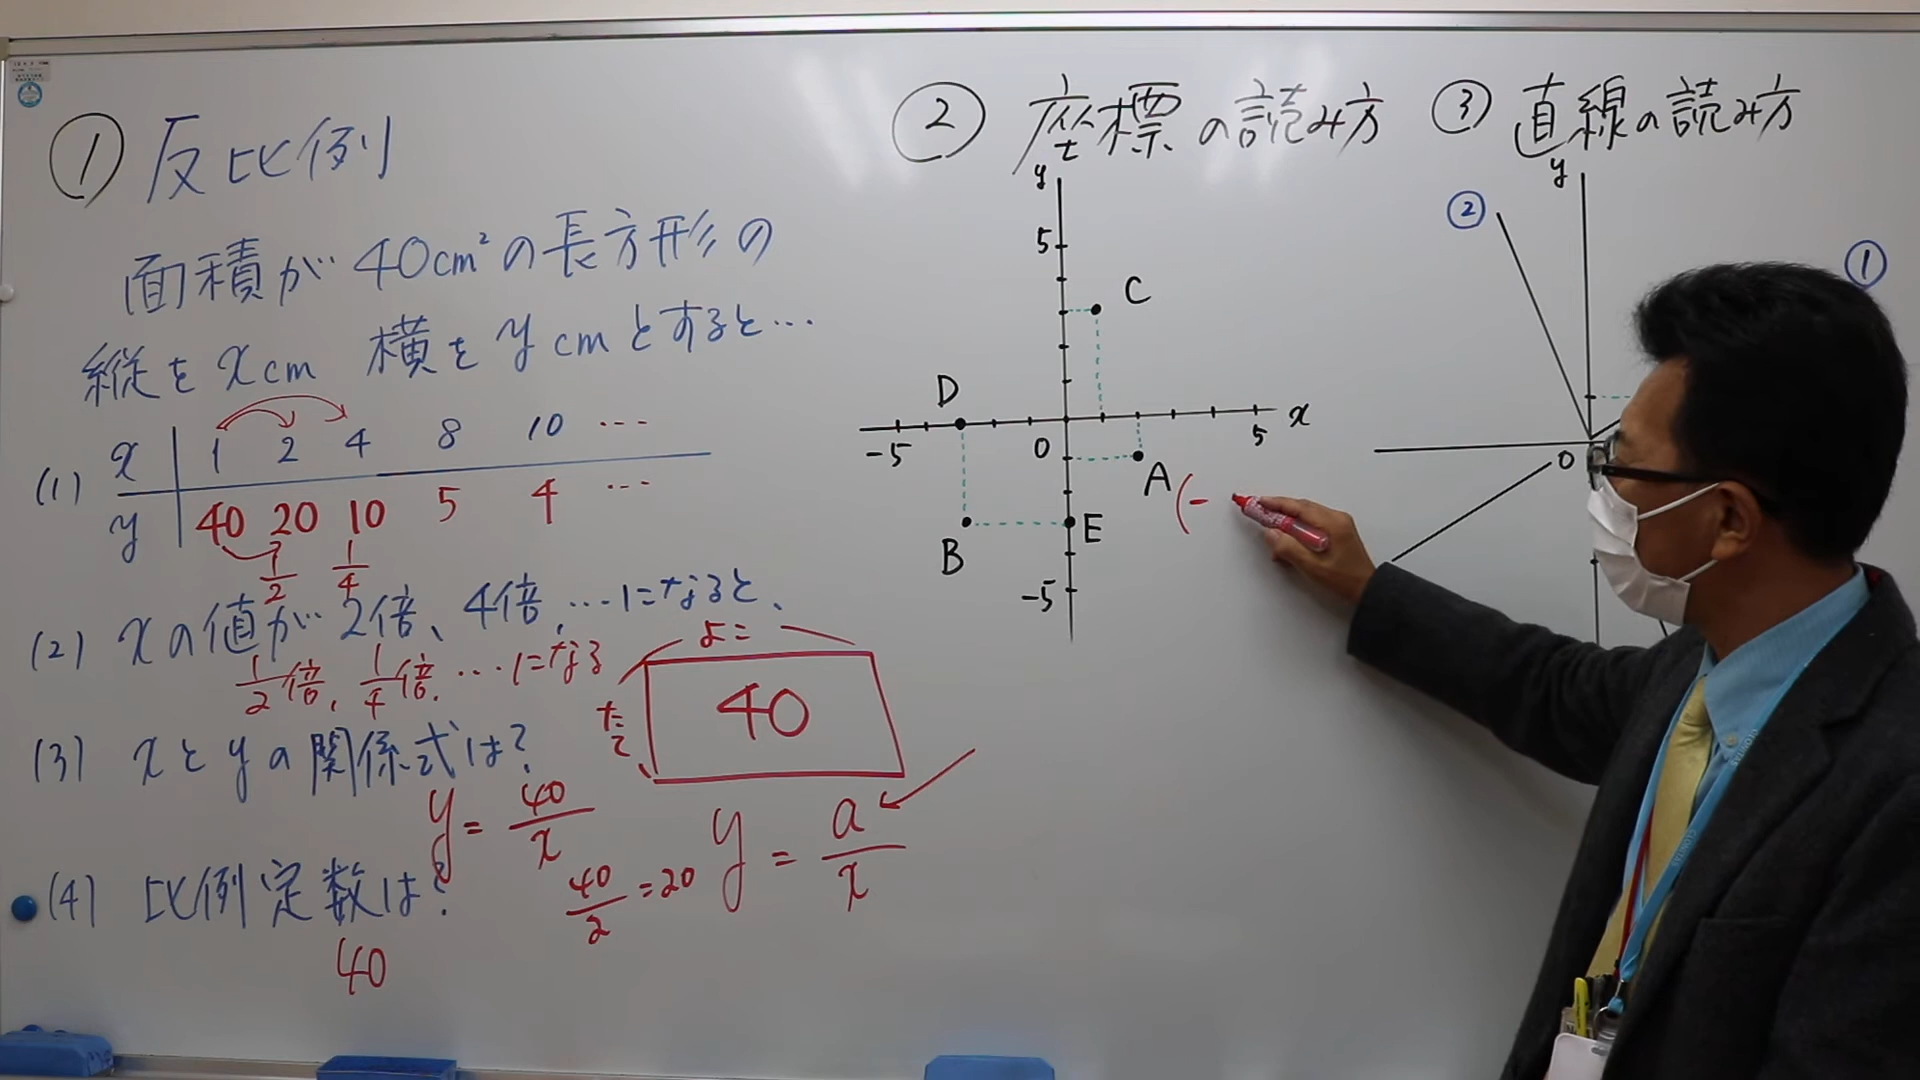 ① 反比例
面積が 40cm²の長方形の
縦を xcm 横を ycmとすると…
(1) x 1 2 4 8 10 …
y 40 20 10 5 4 …
1/2 1/4
(2) xの値が 2倍、4倍、…になると、
1/2倍、1/4倍、…になる
よこ
たて
40
(3) xとyの関係式は?
y = 40/x
y = a/x
40/2 = 20
(4) 比例定数は?
40
② 座標の読み方
y
5
C
D
-5
0
5
x
A (-
B
E
-5
③ 直線の読み方
y
②
①
0